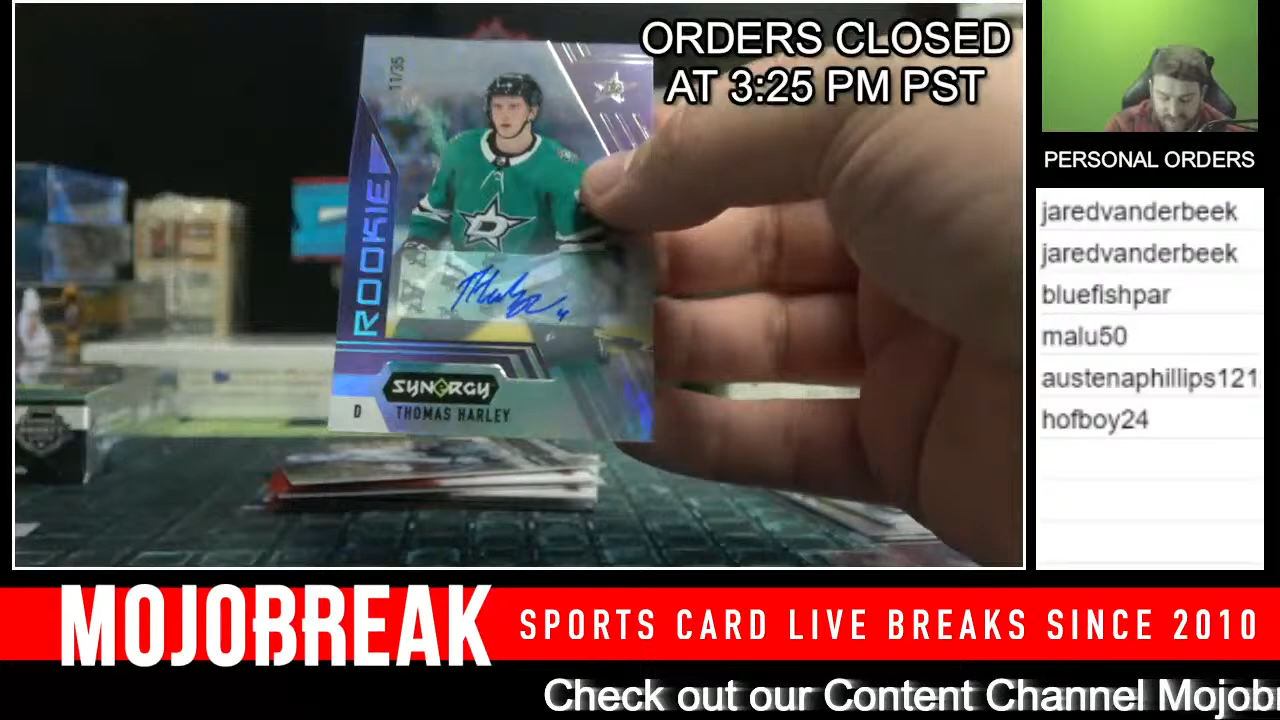 ORDERS CLOSED
AT 3:25 PM PST
11/35
ROOKIE
D
SYNERGY
D THOMAS HARLEY
PERSONAL ORDERS
jaredvanderbeek
jaredvanderbeek
bluefishpar
malu50
austenaphillips121
hofboy24
MOJOBREAK SPORTS CARD LIVE BREAKS SINCE 2010
Check out our Content Channel Mojob